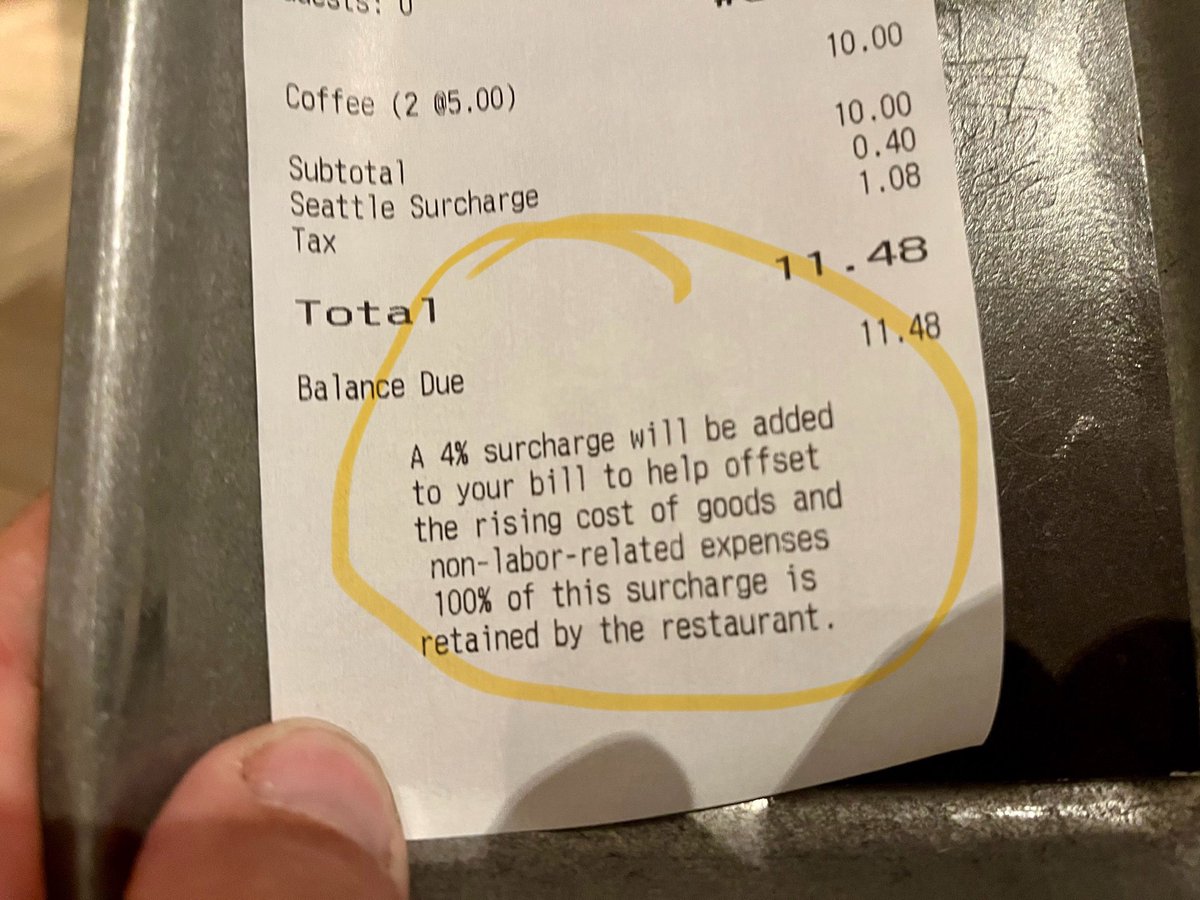 Guests: 0
Coffee (2 @5.00) 10.00
Subtotal 10.00
Seattle Surcharge 0.40
Tax 1.08
Total 11.48
Balance Due 11.48
A 4% surcharge will be added
to your bill to help offset
the rising cost of goods and
non-labor-related expenses
100% of this surcharge is
retained by the restaurant.